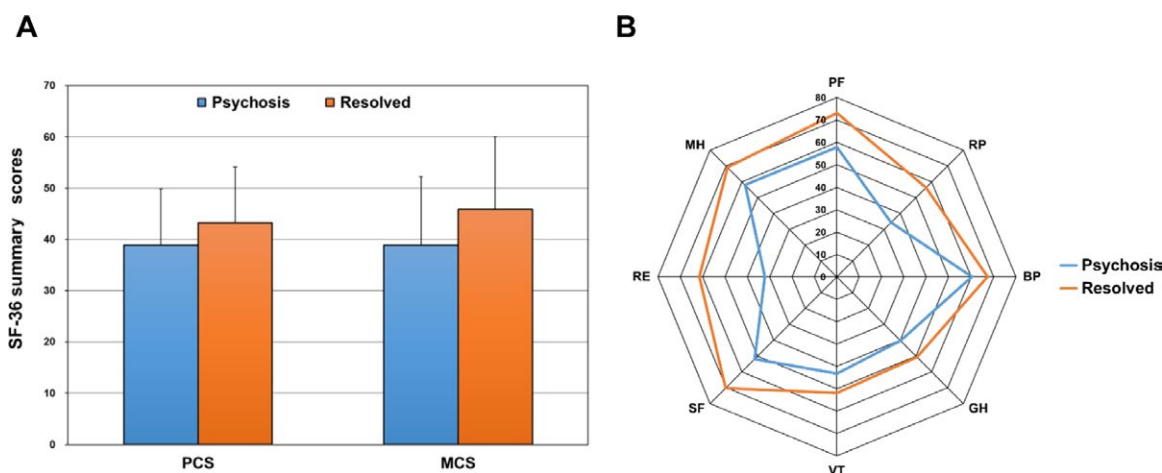 A
SF-36 summary scores
70
60
50
40
30
20
10
0
Psychosis Resolved
PCS MCS
B
PF
RP
BP
GH
VT
SF
RE
MH
80
70
60
50
40
30
20
10
0
Psychosis
Resolved